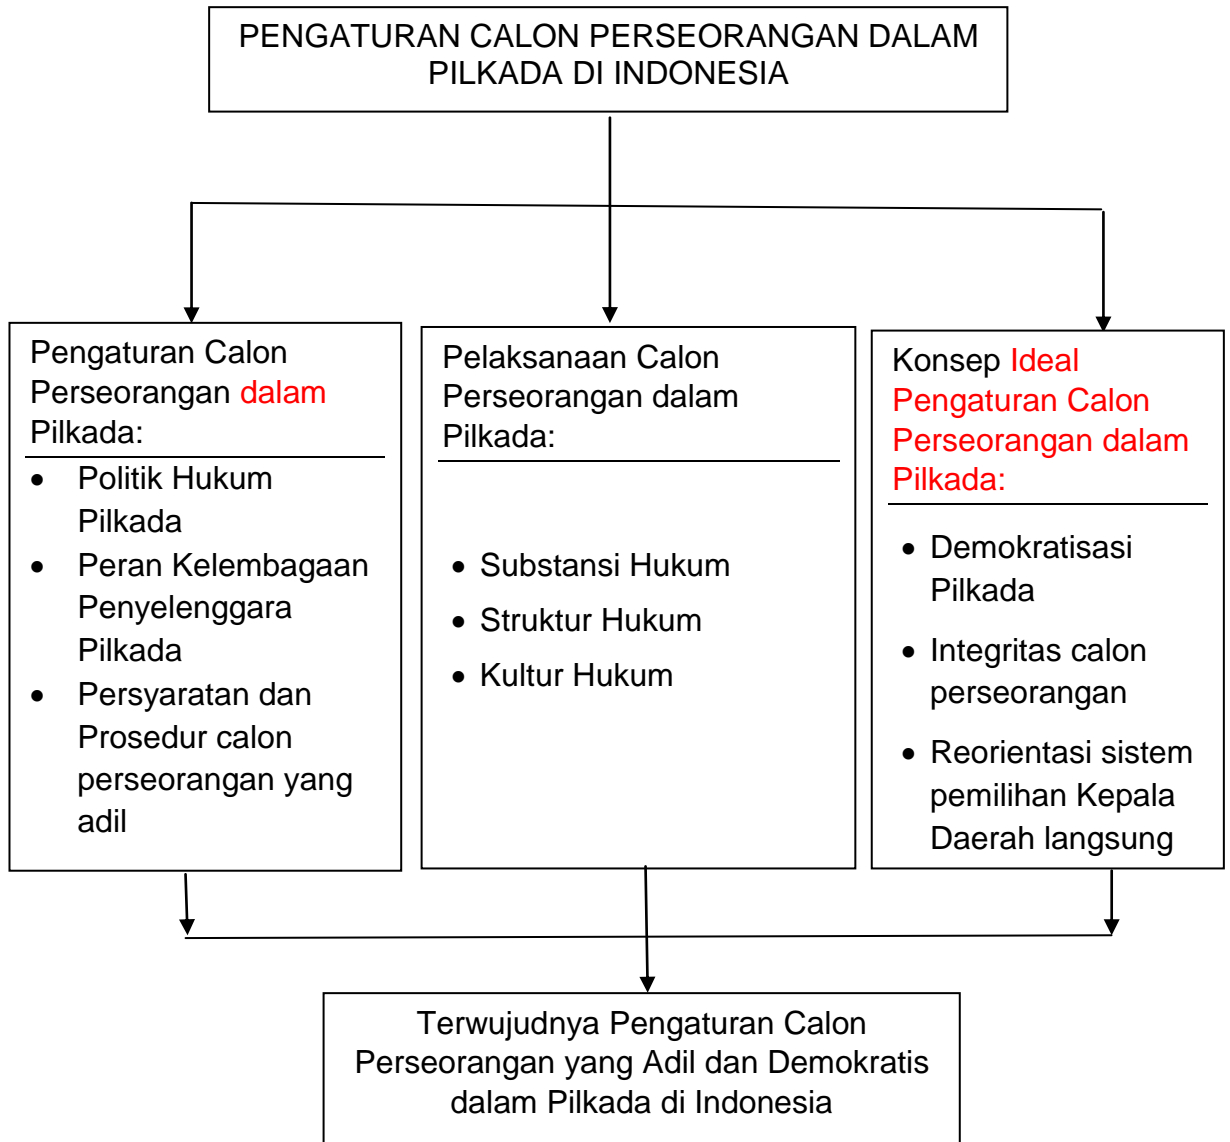 PENGATURAN CALON PERSEORANGAN DALAM
PILKADA DI INDONESIA
Pengaturan Calon
Perseorangan dalam
Pilkada:
• Politik Hukum
Pilkada
• Peran Kelembagaan
Penyelenggara
Pilkada
• Persyaratan dan
Prosedur calon
perseorangan yang
adil
Pelaksanaan Calon
Perseorangan dalam
Pilkada:
• Substansi Hukum
• Struktur Hukum
• Kultur Hukum
Konsep Ideal
Pengaturan Calon
Perseorangan dalam
Pilkada:
• Demokratisasi
Pilkada
• Integritas calon
perseorangan
• Reorientasi sistem
pemilihan Kepala
Daerah langsung
Terwujudnya Pengaturan Calon
Perseorangan yang Adil dan Demokratis
dalam Pilkada di Indonesia